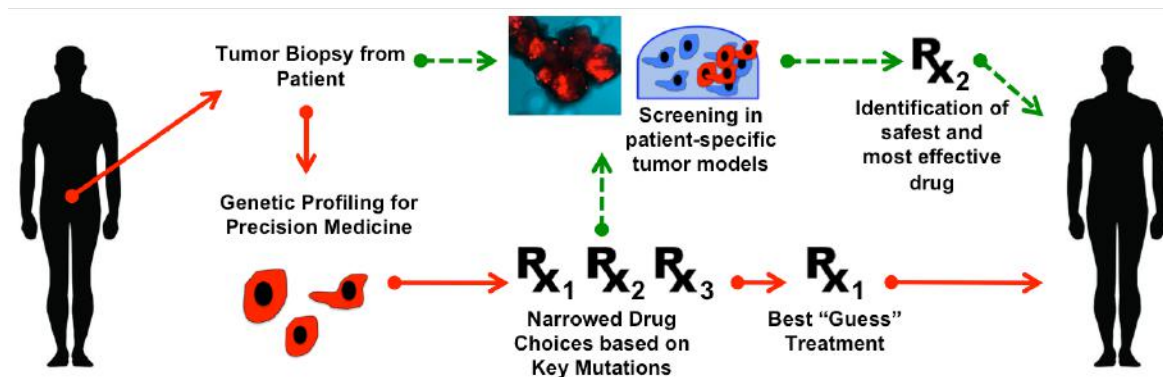 Tumor Biopsy from
Patient
Genetic Profiling for
Precision Medicine
Screening in
patient-specific
tumor models
Rx2
Identification of
safest and
most effective
drug
Rx1 Rx2 Rx3
Narrowed Drug
Choices based on
Key Mutations
Rx1
Best “Guess”
Treatment